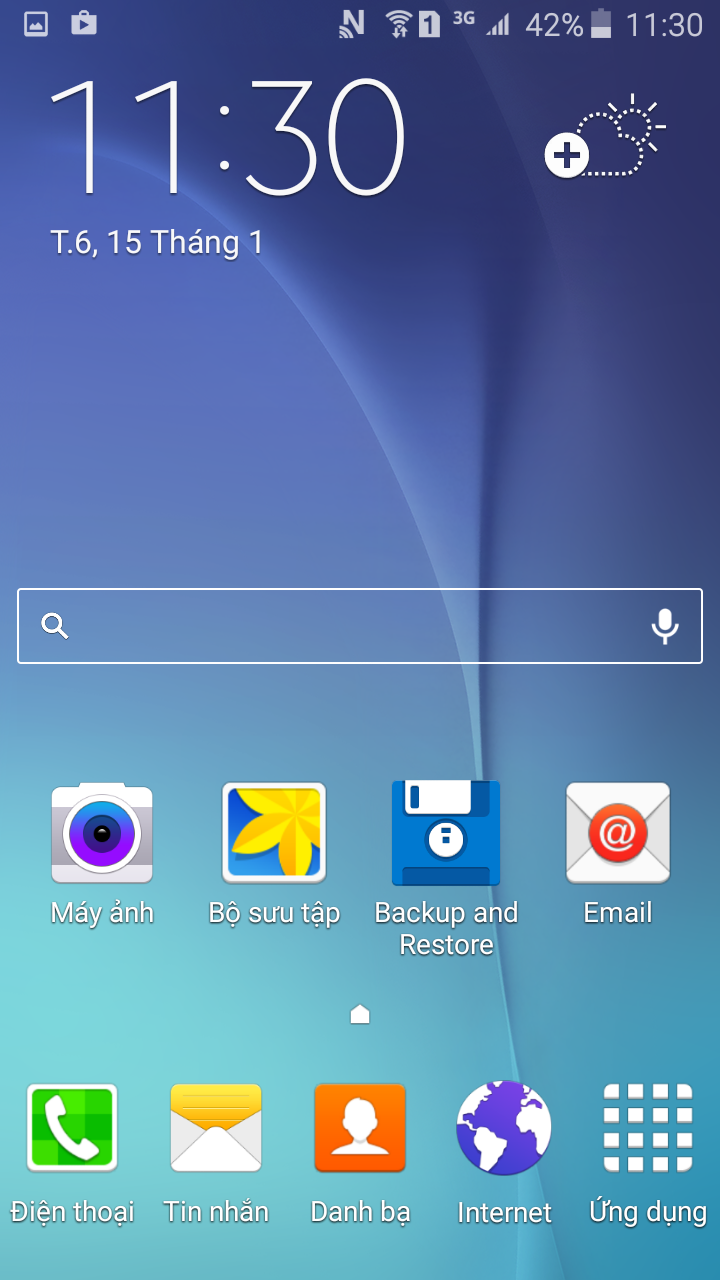 N 1 3G 42% 11:30
11:30
T.6, 15 Tháng 1
Máy ảnh
Bộ sưu tập
Backup and
Restore
Email
@
Điện thoại
Tin nhắn
Danh bạ
Internet
Ứng dụng